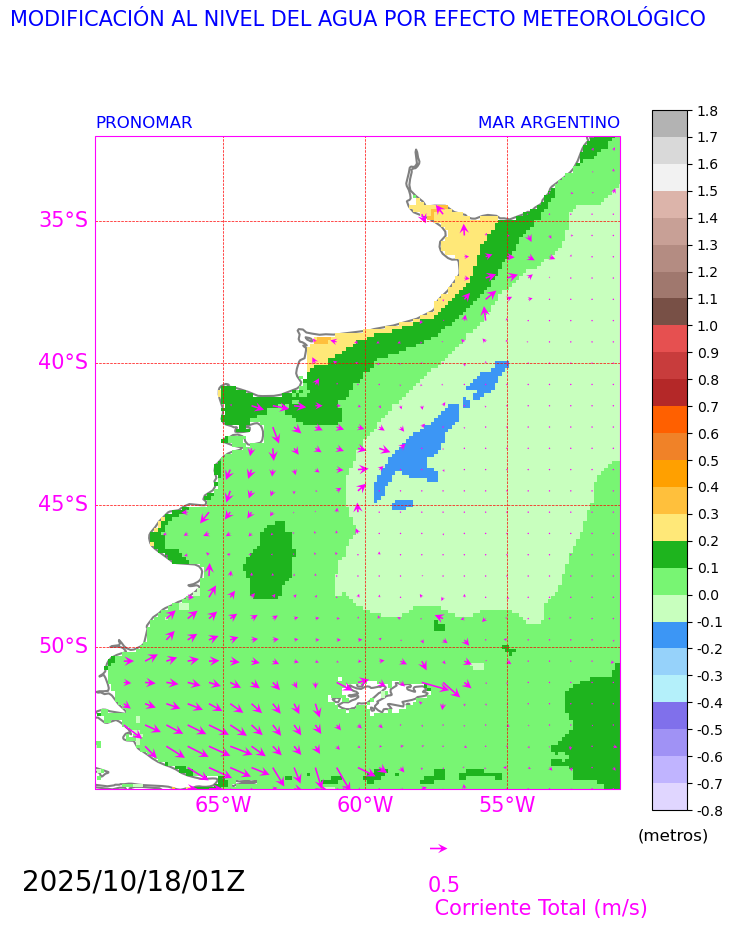 MODIFICACIÓN AL NIVEL DEL AGUA POR EFECTO METEOROLÓGICO
PRONOMAR MAR ARGENTINO
35°S
40°S
45°S
50°S
65°W 60°W 55°W
1.8
1.7
1.6
1.5
1.4
1.3
1.2
1.1
1.0
0.9
0.8
0.7
0.6
0.5
0.4
0.3
0.2
0.1
0.0
-0.1
-0.2
-0.3
-0.4
-0.5
-0.6
-0.7
-0.8
(metros)
2025/10/18/01Z
0.5
Corriente Total (m/s)